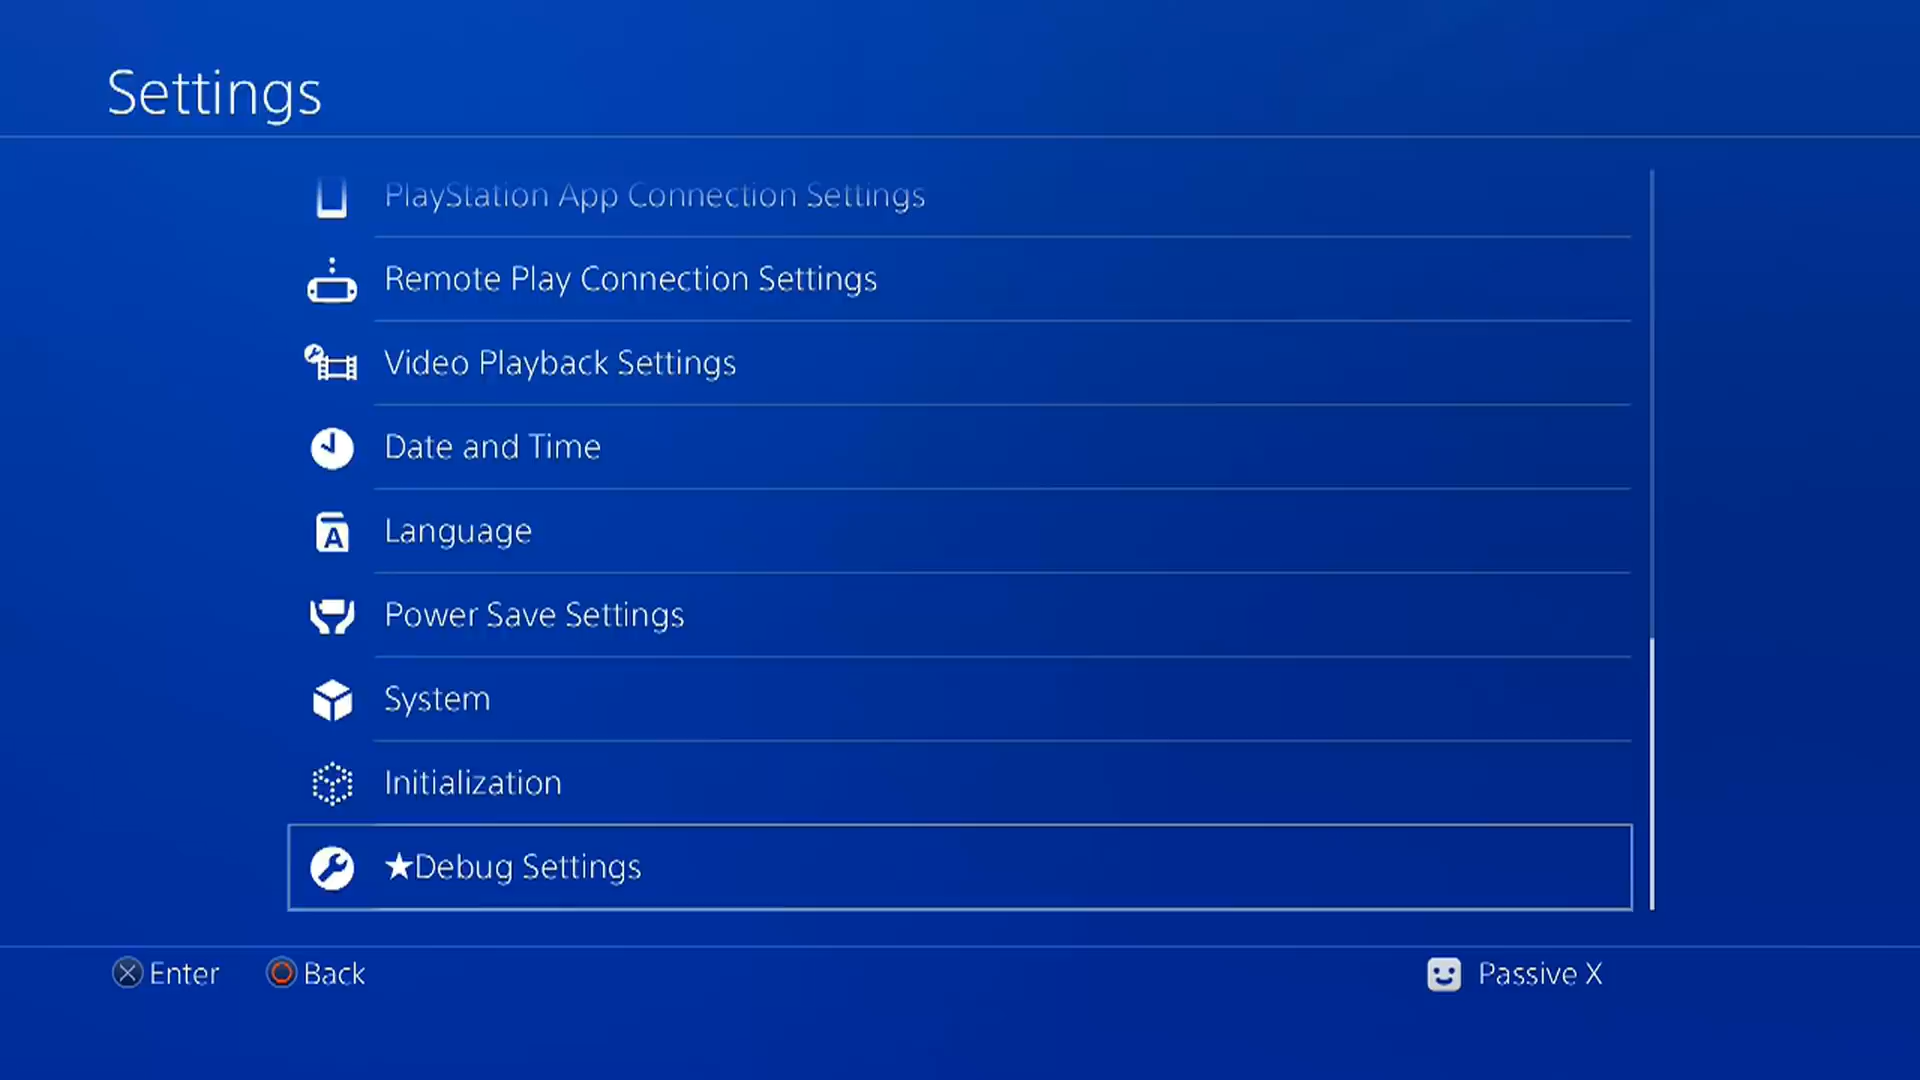 Settings
PlayStation App Connection Settings
Remote Play Connection Settings
Video Playback Settings
Date and Time
Language
Power Save Settings
System
Initialization
★Debug Settings
Enter Back Passive X